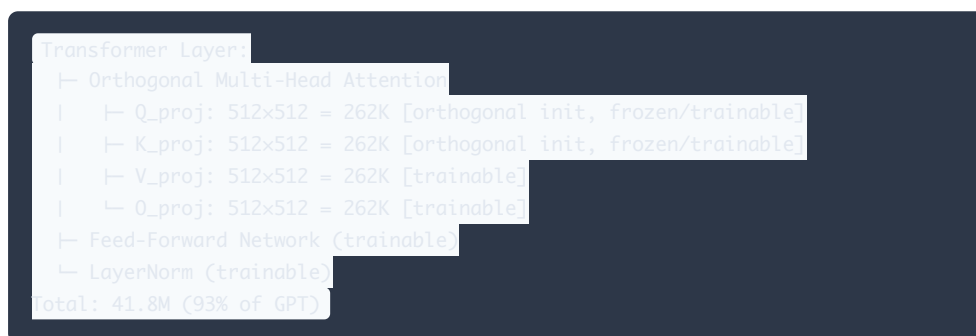 Transformer Layer:
├─ Orthogonal Multi-Head Attention
│   ├─ Q_proj: 512×512 = 262K [orthogonal init, frozen/trainable]
│   ├─ K_proj: 512×512 = 262K [orthogonal init, frozen/trainable]
│   ├─ V_proj: 512×512 = 262K [trainable]
│   └─ O_proj: 512×512 = 262K [trainable]
├─ Feed-Forward Network (trainable)
└─ LayerNorm (trainable)
Total: 41.8M (93% of GPT)